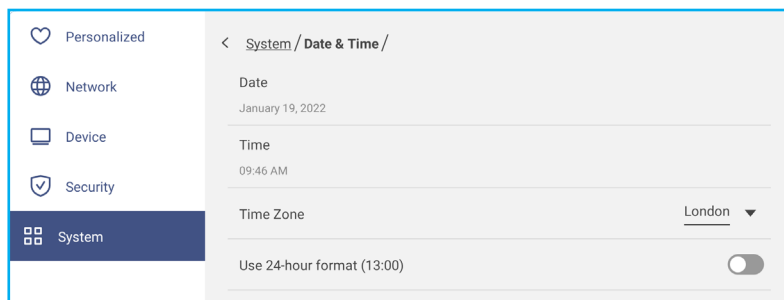 Personalized
Network
Device
Security
System
< System / Date & Time /
Date
January 19, 2022
Time
09:46 AM
Time Zone London
Use 24-hour format (13:00)